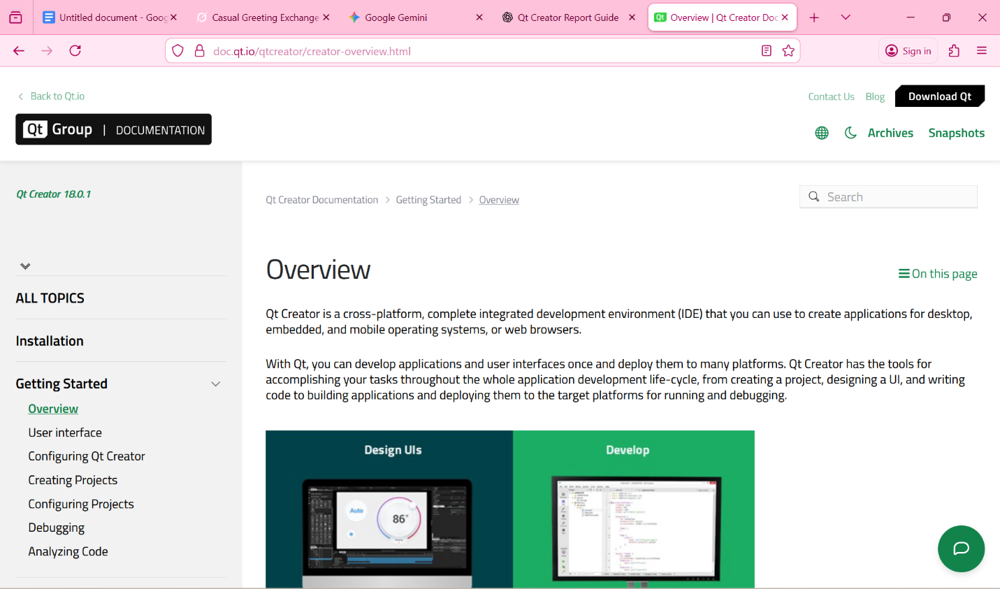 Untitled document - Goog
Casual Greeting Exchange
Google Gemini
Qt Creator Report Guide
Qt Overview | Qt Creator Doc
doc.qt.io/qtcreator/creator-overview.html
Sign in
Back to Qt.io
Contact Us
Blog
Download Qt
Qt Group | DOCUMENTATION
Archives
Snapshots
Qt Creator 18.0.1
Qt Creator Documentation > Getting Started > Overview
Search
ALL TOPICS
Installation
Getting Started
Overview
User interface
Configuring Qt Creator
Creating Projects
Configuring Projects
Debugging
Analyzing Code
Overview
On this page
Qt Creator is a cross-platform, complete integrated development environment (IDE) that you can use to create applications for desktop,
embedded, and mobile operating systems, or web browsers.
With Qt, you can develop applications and user interfaces once and deploy them to many platforms. Qt Creator has the tools for
accomplishing your tasks throughout the whole application development life-cycle, from creating a project, designing a UI, and writing
code to building applications and deploying them to the target platforms for running and debugging.
Design UIs
Develop
Auto
86°